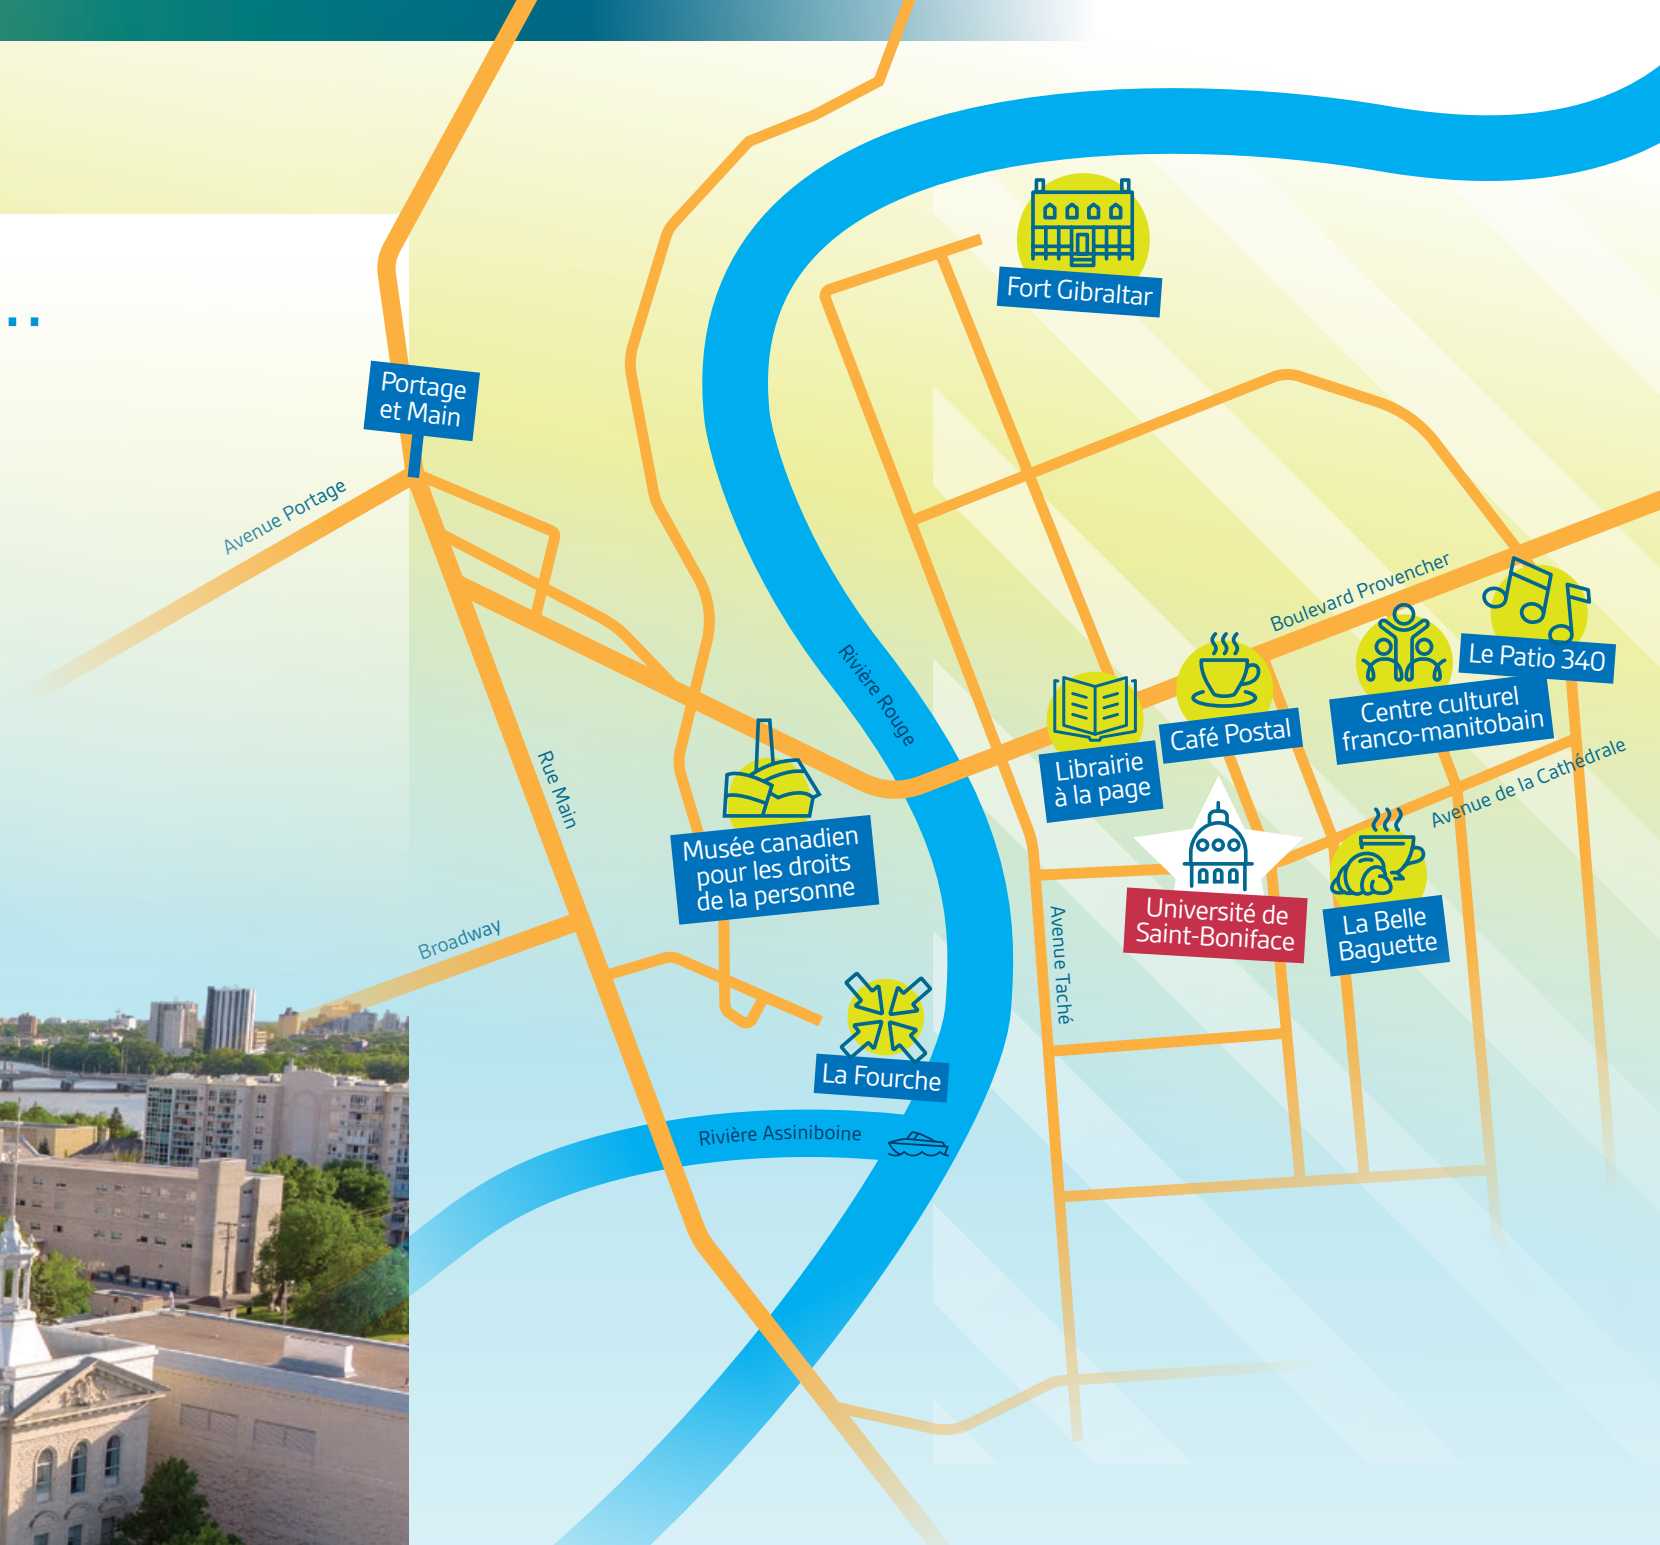 ..
Fort Gibraltar
Portage
et Main
Avenue Portage
Boulevard Provencher
Le Patio 340
Rivière Rouge
Centre culturel
franco-manitobain
Café Postal
Librairie
à la page
Avenue de la Cathédrale
Rue Main
Musée canadien
pour les droits
de la personne
Université de
Saint-Boniface
La Belle
Baguette
Avenue Taché
Broadway
La Fourche
Rivière Assiniboine